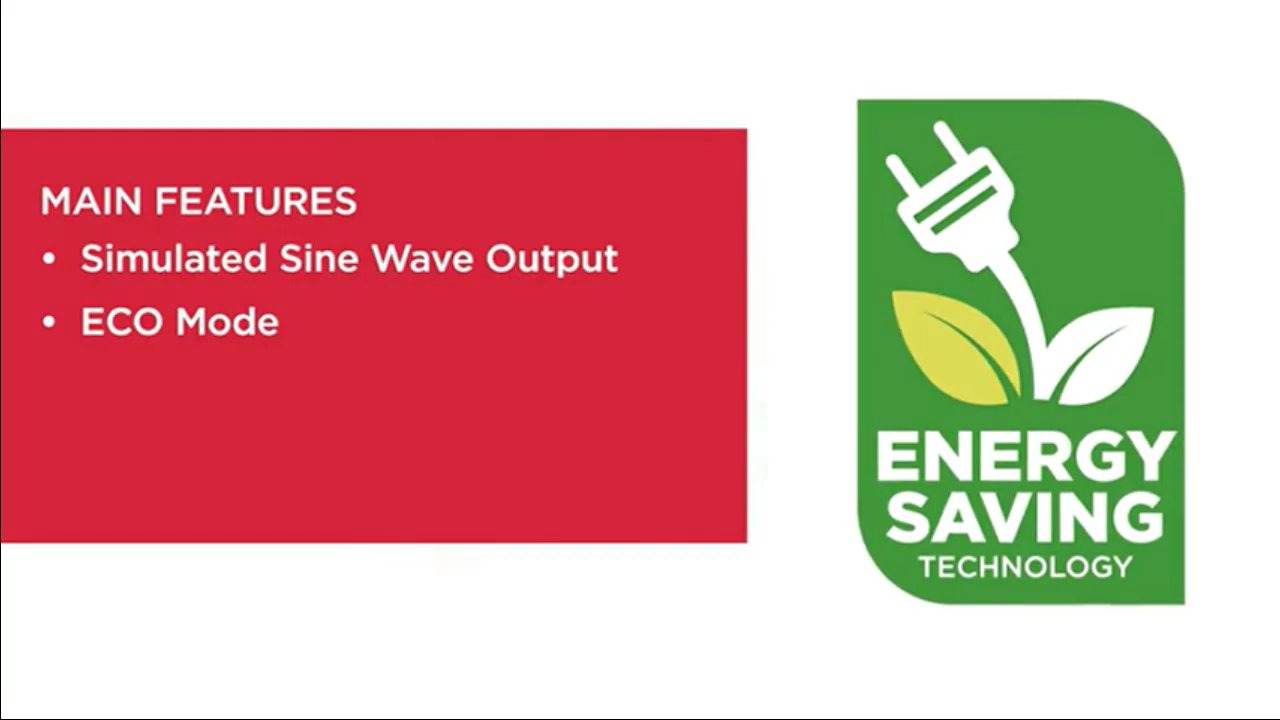 MAIN FEATURES
• Simulated Sine Wave Output
• ECO Mode
ENERGY
SAVING
TECHNOLOGY